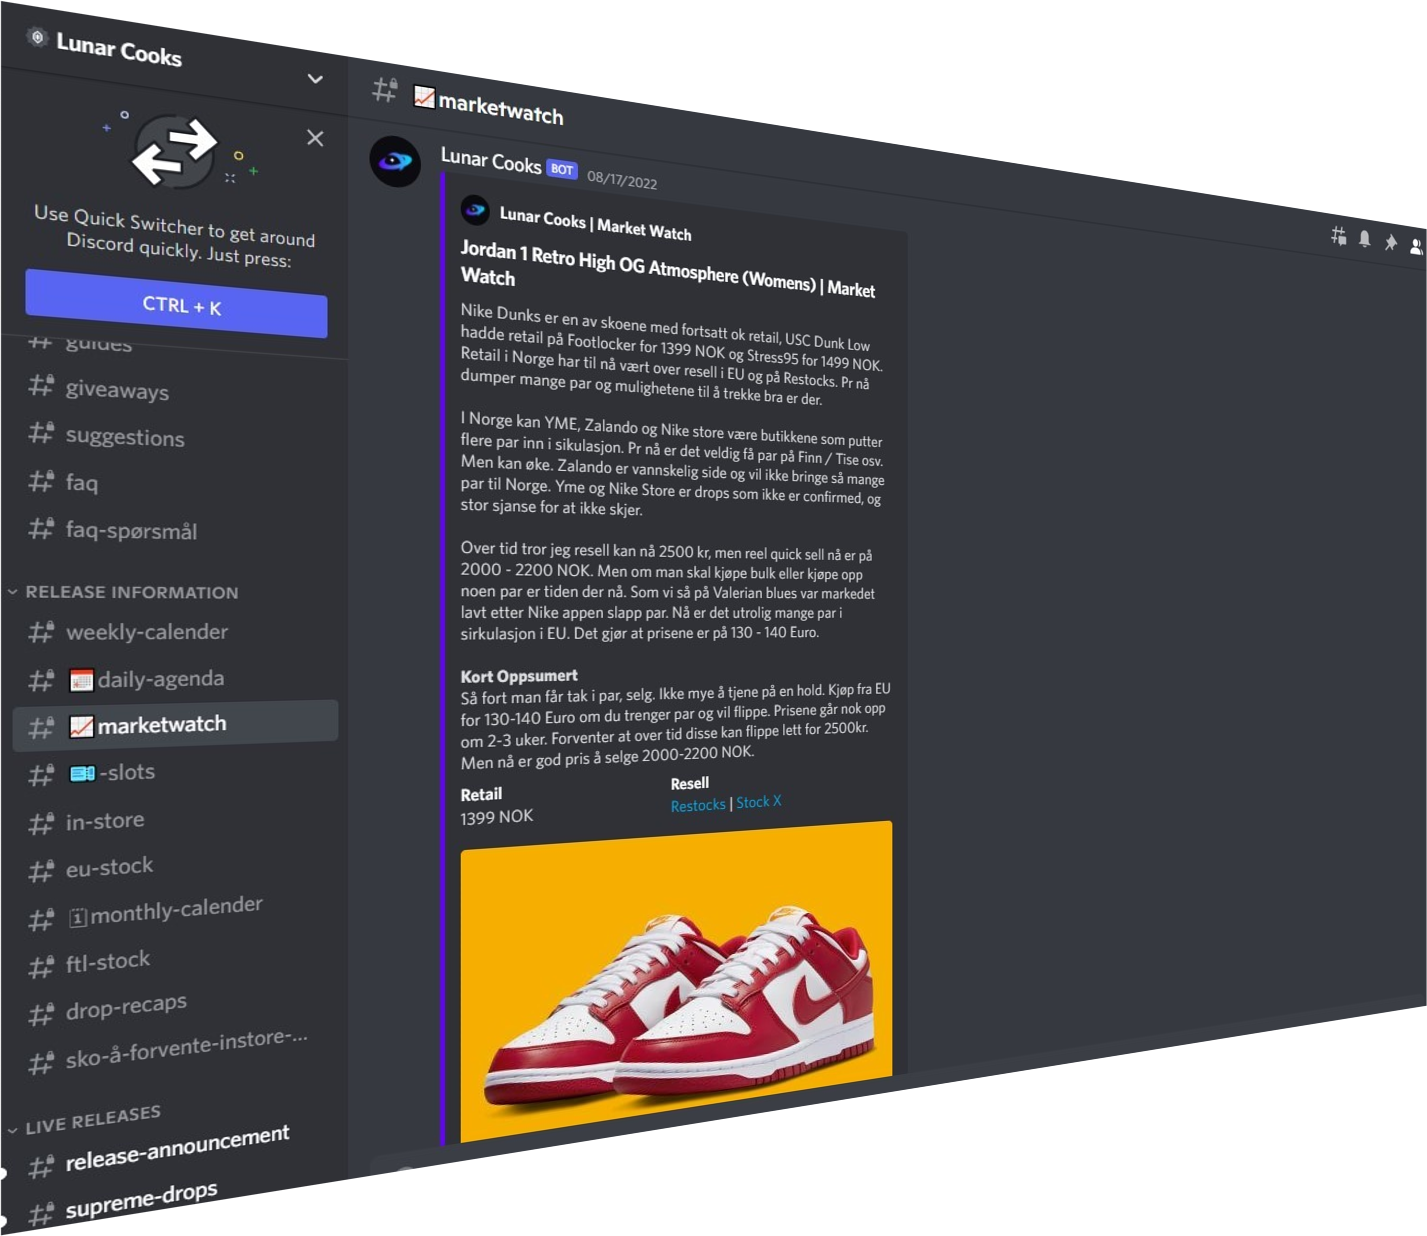 Lunar Cooks
Use Quick Switcher to get around
Discord quickly. Just press:
CTRL + K
guides
giveaways
suggestions
faq
faq-spørsmål
RELEASE INFORMATION
weekly-calender
daily-agenda
marketwatch
-slots
in-store
eu-stock
monthly-calender
ftl-stock
drop-recaps
sko-å-forvente-instore-...
LIVE RELEASES
release-announcement
supreme-drops
marketwatch
Lunar Cooks BOT 08/17/2022
Lunar Cooks | Market Watch
Jordan 1 Retro High OG Atmosphere (Womens) | Market
Watch
Nike Dunks er en av skoene med fortsatt ok retail, USC Dunk Low
hadde retail på Footlocker for 1399 NOK og Stress95 for 1499 NOK.
Retail i Norge har til nå vært over resell i EU og på Restocks. Pr nå
dumper mange par og mulighetene til å trekke bra er der.
I Norge kan YME, Zalando og Nike store være butikkene som putter
flere par inn i sikulasjon. Pr nå er det veldig få par på Finn / Tise osv.
Men kan øke. Zalando er vannskelig side og vil ikke bringe så mange
par til Norge. Yme og Nike Store er drops som ikke er confirmed, og
stor sjanse for at ikke skjer.
Over tid tror jeg resell kan nå 2500 kr, men reel quick sell nå er på
2000 - 2200 NOK. Men om man skal kjøpe bulk eller kjøpe opp
noen par er tiden der nå. Som vi så på Valerian blues var markedet
lavt etter Nike appen slapp par. Nå er det utrolig mange par i
sirkulasjon i EU. Det gjør at prisene er på 130 - 140 Euro.
Kort Oppsumert
Så fort man får tak i par, selg. Ikke mye å tjene på en hold. Kjøp fra EU
for 130-140 Euro om du trenger par og vil flippe. Prisene går nok opp
om 2-3 uker. Forventer at over tid disse kan flippe lett for 2500kr.
Men nå er god pris å selge 2000-2200 NOK.
Retail
1399 NOK
Resell
Restocks | Stock X